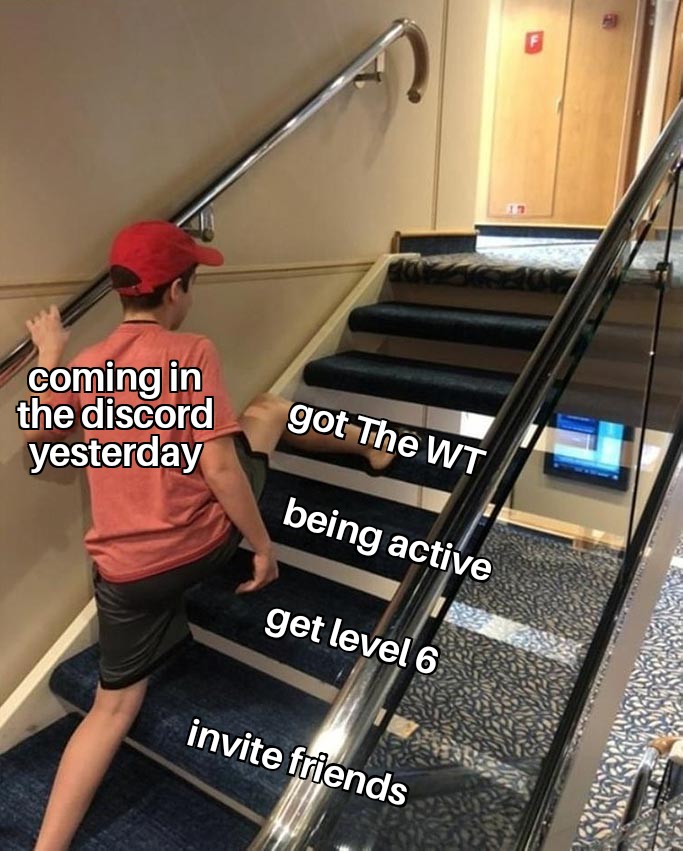 F
coming in
the discord
yesterday
got The WT
being active
get level 6
invite friends